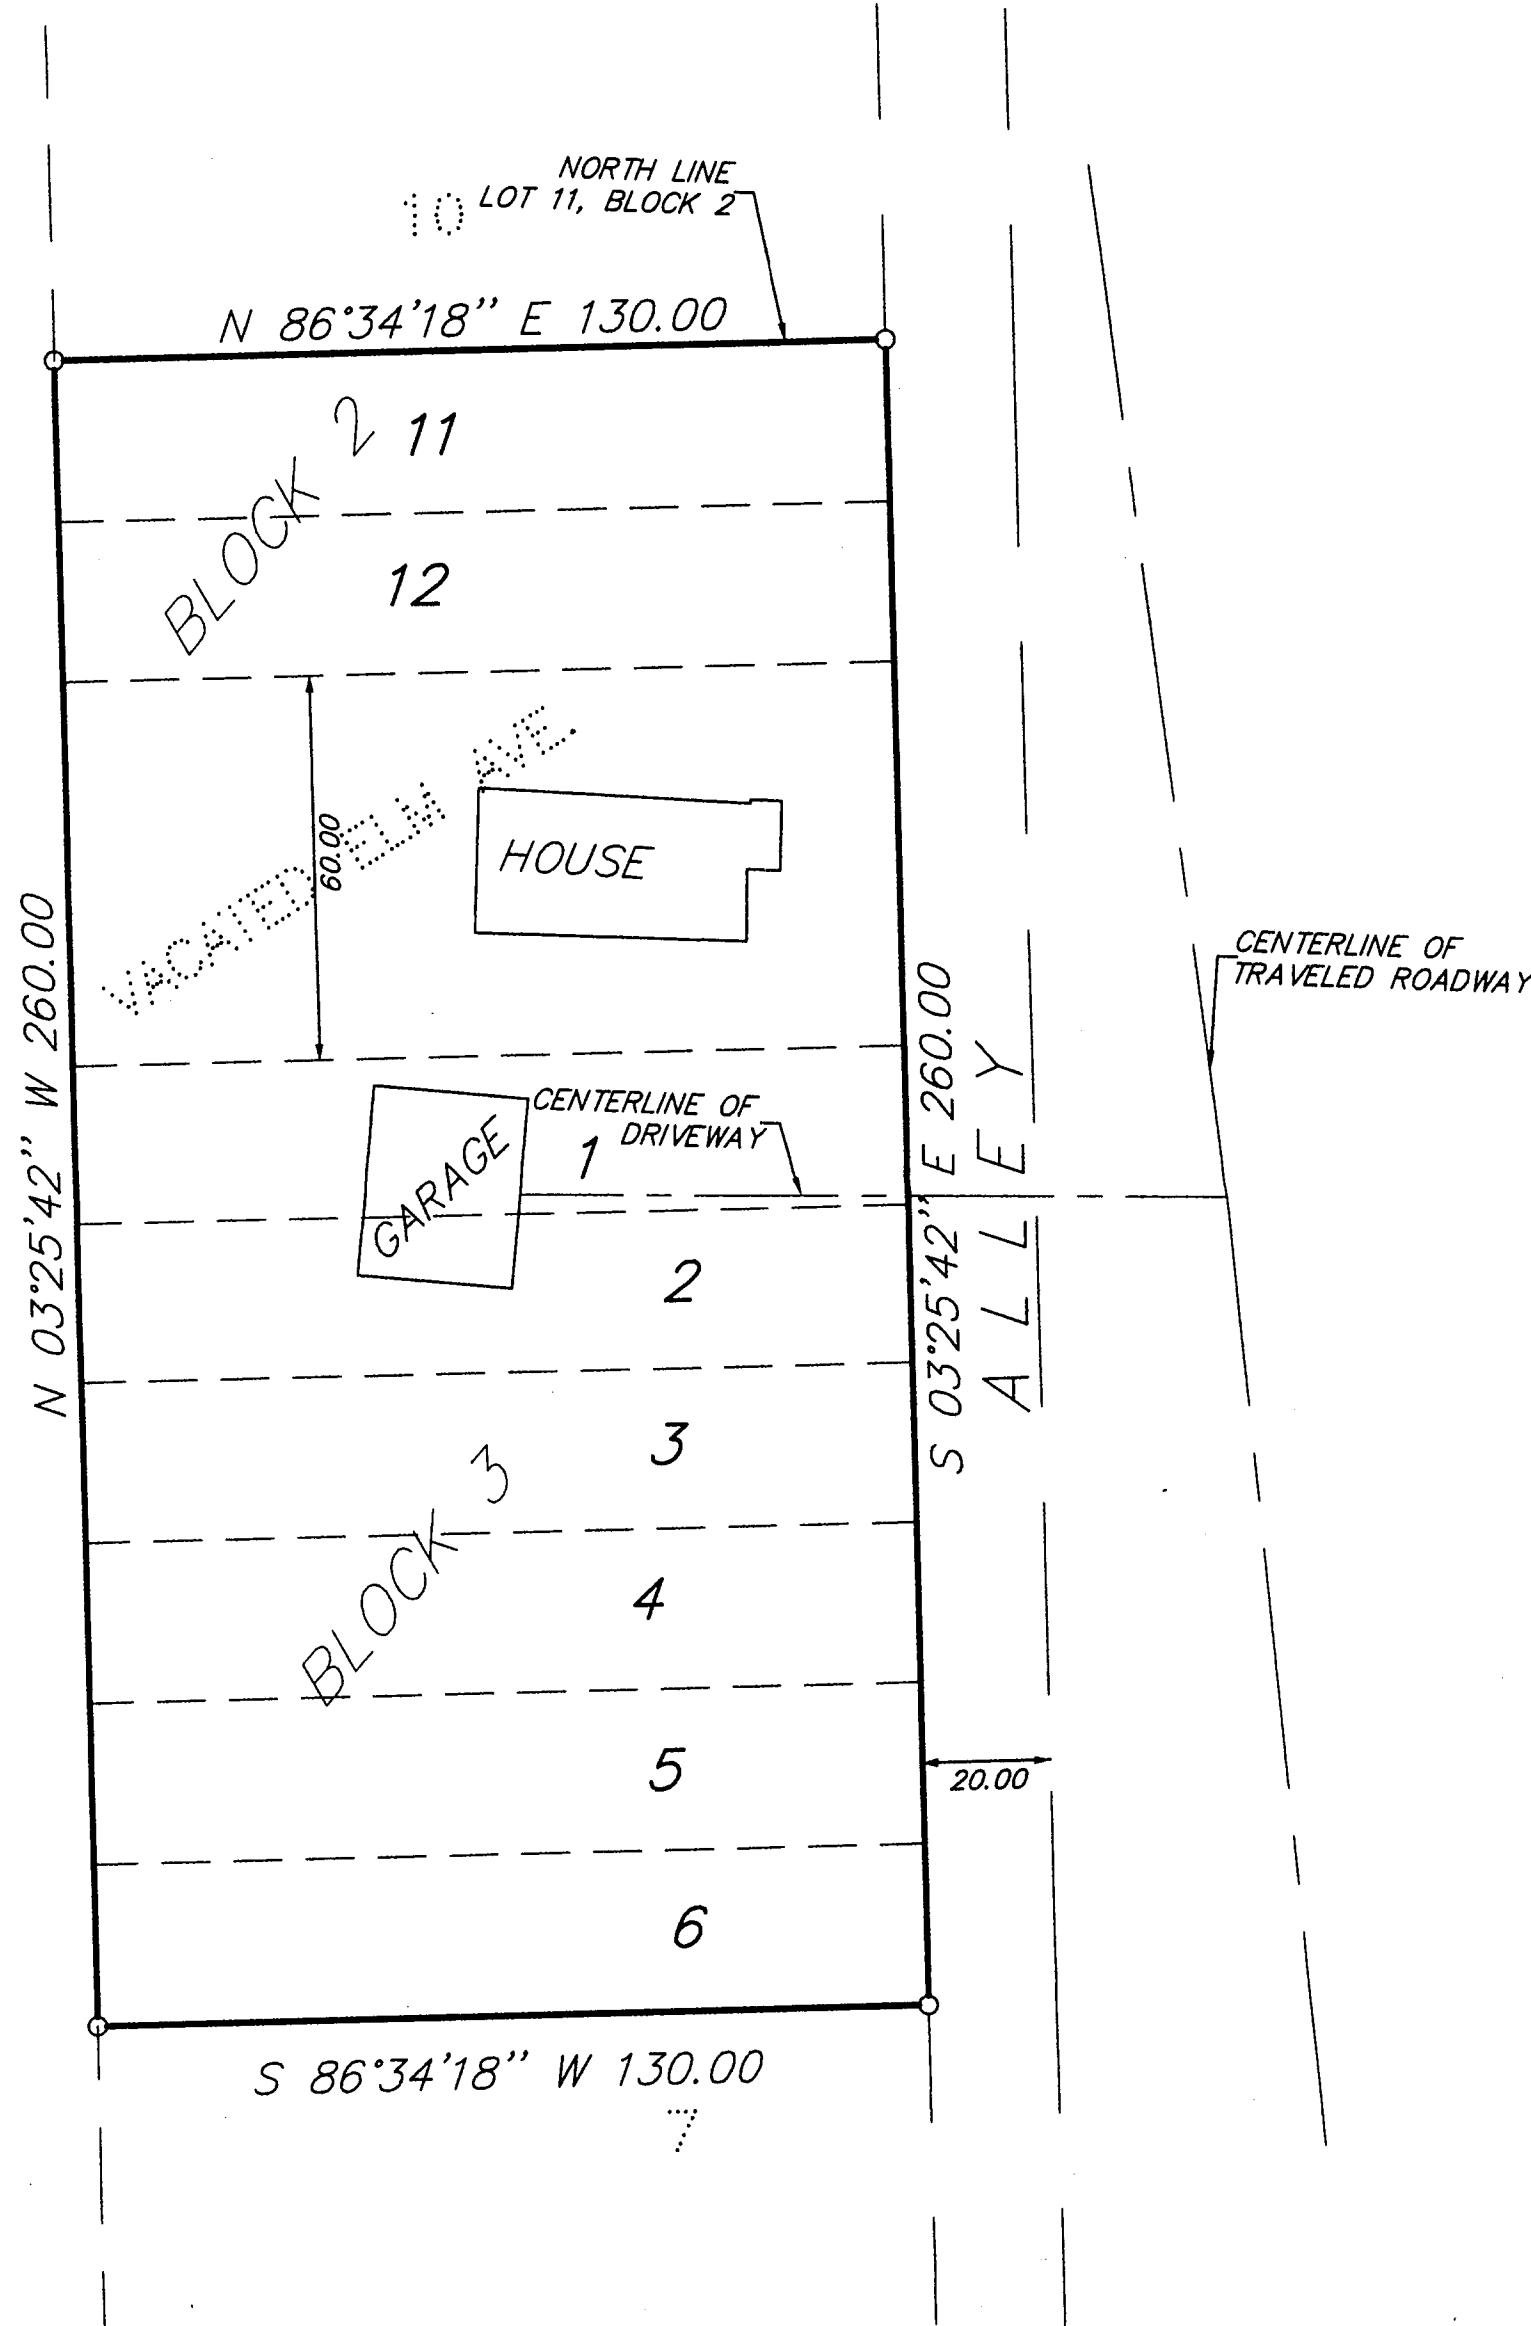 NORTH LINE
LOT 11, BLOCK 2
10
N 86°34'18" E 130.00
BLOCK 2
11
12
VACATED ELM AVE.
60.00
HOUSE
N 03°25'42" W 260.00
S 03°25'42" E 260.00
ALLEY
CENTERLINE OF
TRAVELED ROADWAY
GARAGE
CENTERLINE OF
DRIVEWAY
1
2
3
BLOCK 3
4
5
20.00
6
S 86°34'18" W 130.00
7